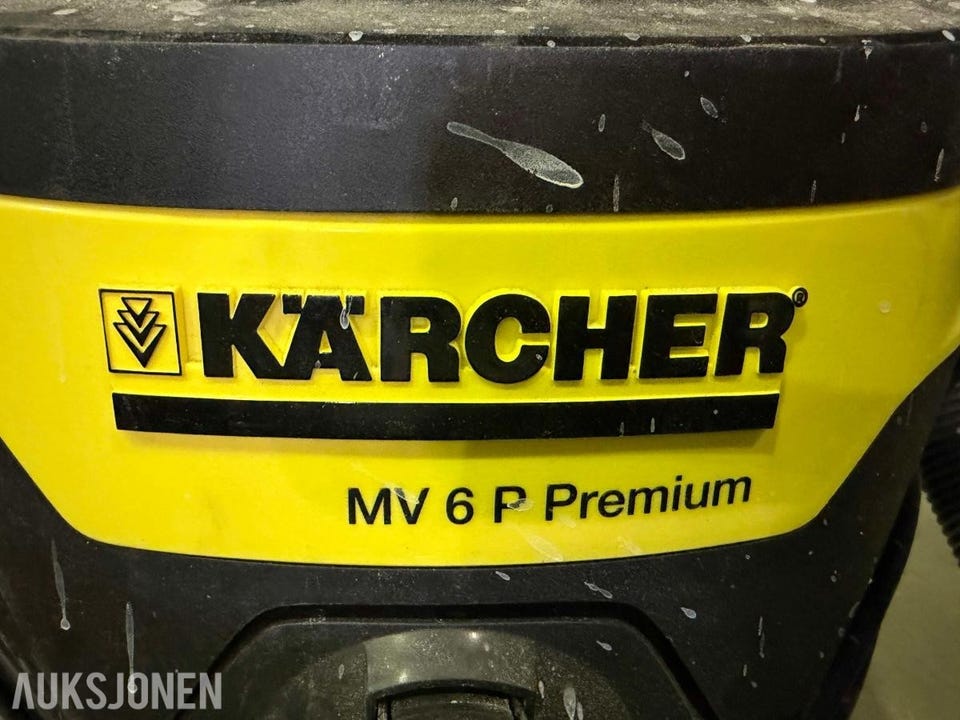 KÄRCHER®
MV 6 P Premium
AUKSJONEN